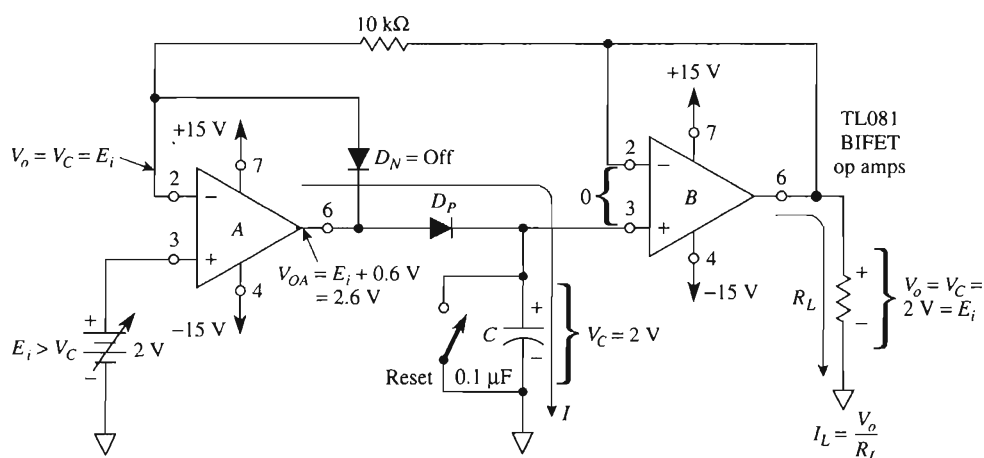 10 kΩ
+15 V
7
TL081
BIFET
op amps
+15 V
7
V_o = V_C = E_i
D_N = Off
2
−
A
6
D_P
0
2
−
B
6
3
+
3
+
4
−15 V
V_OA = E_i + 0.6 V
= 2.6 V
4
−15 V
R_L
+
−
V_o = V_C =
2 V = E_i
+
E_i > V_C
2 V
−
C
+
−
V_C = 2 V
Reset
0.1 μF
I
I_L = V_o / R_L